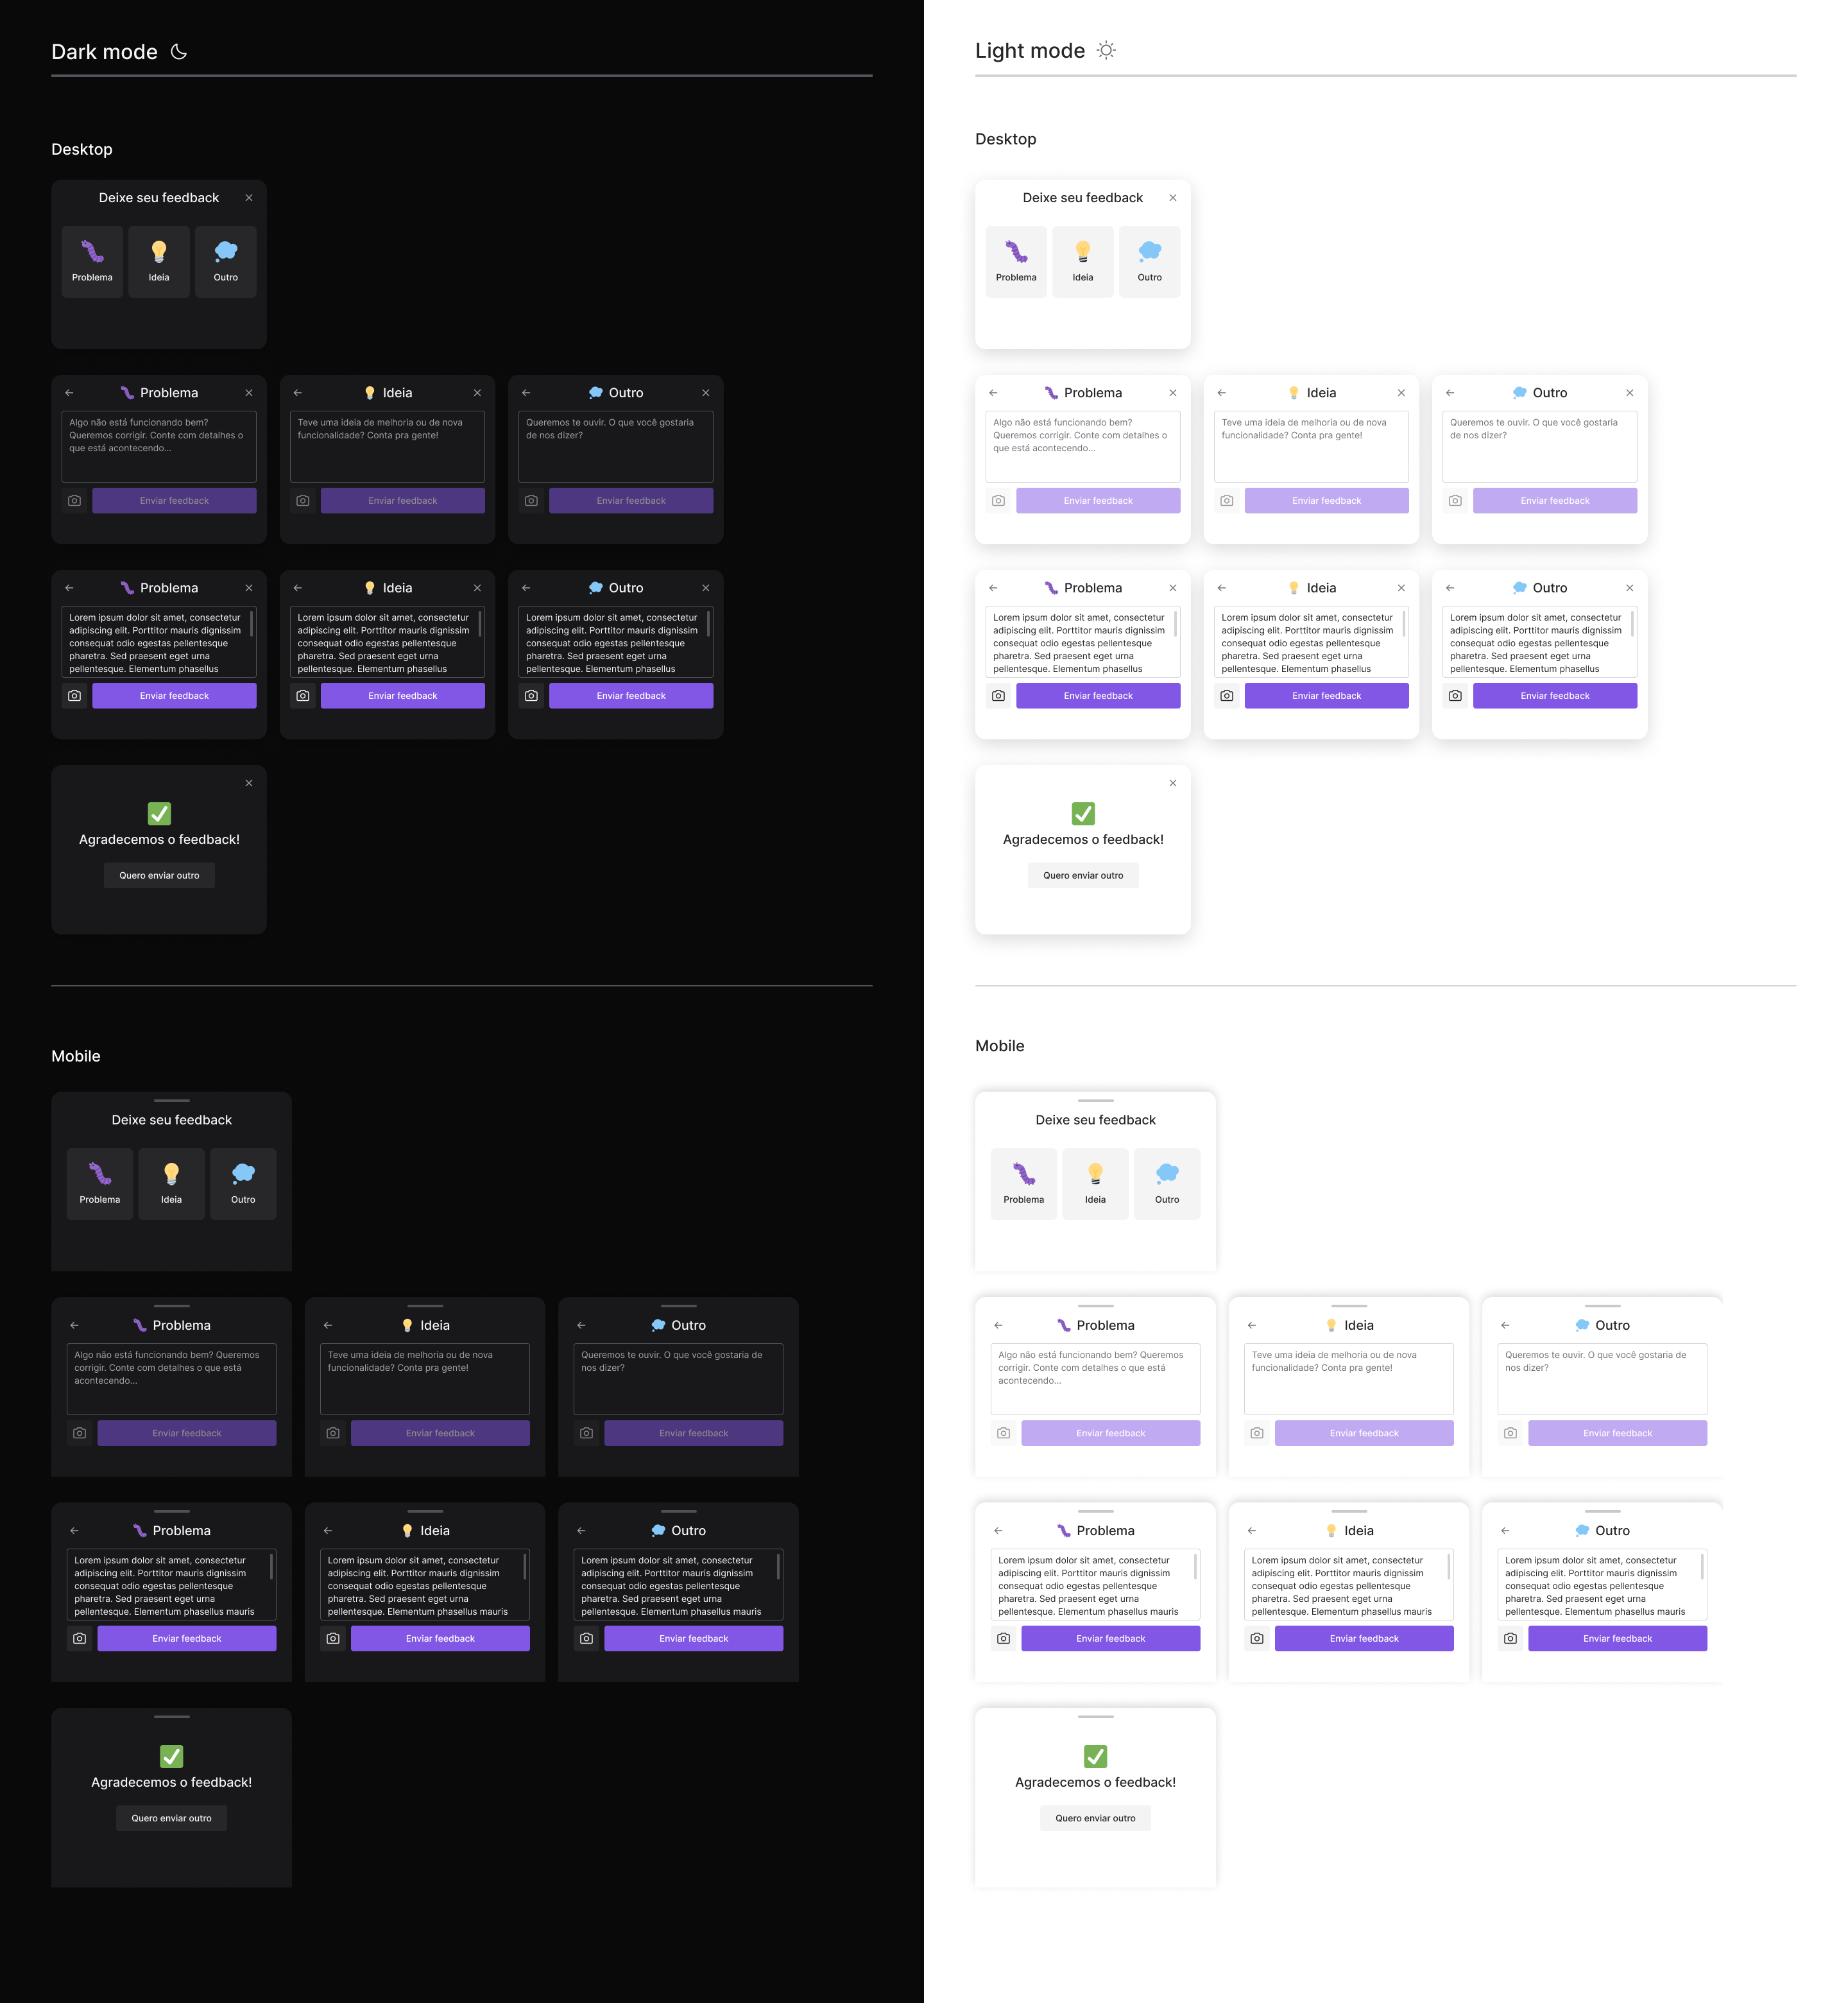 Dark mode
Desktop
Deixe seu feedback
Problema
Ideia
Outro
Problema
Algo não está funcionando bem?
Queremos corrigir. Conte com detalhes o
que está acontecendo...
Enviar feedback
Ideia
Teve uma ideia de melhoria ou de nova
funcionalidade? Conta pra gente!
Enviar feedback
Outro
Queremos te ouvir. O que você gostaria
de nos dizer?
Enviar feedback
Problema
Lorem ipsum dolor sit amet, consectetur
adipiscing elit. Porttitor mauris dignissim
consequat odio egestas pellentesque
pharetra. Sed praesent eget urna
pellentesque. Elementum phasellus
Enviar feedback
Ideia
Lorem ipsum dolor sit amet, consectetur
adipiscing elit. Porttitor mauris dignissim
consequat odio egestas pellentesque
pharetra. Sed praesent eget urna
pellentesque. Elementum phasellus
Enviar feedback
Outro
Lorem ipsum dolor sit amet, consectetur
adipiscing elit. Porttitor mauris dignissim
consequat odio egestas pellentesque
pharetra. Sed praesent eget urna
pellentesque. Elementum phasellus
Enviar feedback
Agradecemos o feedback!
Quero enviar outro
Mobile
Deixe seu feedback
Problema
Ideia
Outro
Problema
Algo não está funcionando bem? Queremos
corrigir. Conte com detalhes o que está
acontecendo...
Enviar feedback
Ideia
Teve uma ideia de melhoria ou de nova
funcionalidade? Conta pra gente!
Enviar feedback
Outro
Queremos te ouvir. O que você gostaria de
nos dizer?
Enviar feedback
Problema
Lorem ipsum dolor sit amet, consectetur
adipiscing elit. Porttitor mauris dignissim
consequat odio egestas pellentesque
pharetra. Sed praesent eget urna
pellentesque. Elementum phasellus mauris
Enviar feedback
Ideia
Lorem ipsum dolor sit amet, consectetur
adipiscing elit. Porttitor mauris dignissim
consequat odio egestas pellentesque
pharetra. Sed praesent eget urna
pellentesque. Elementum phasellus mauris
Enviar feedback
Outro
Lorem ipsum dolor sit amet, consectetur
adipiscing elit. Porttitor mauris dignissim
consequat odio egestas pellentesque
pharetra. Sed praesent eget urna
pellentesque. Elementum phasellus mauris
Enviar feedback
Agradecemos o feedback!
Quero enviar outro
Light mode
Desktop
Deixe seu feedback
Problema
Ideia
Outro
Problema
Algo não está funcionando bem?
Queremos corrigir. Conte com detalhes o
que está acontecendo...
Enviar feedback
Ideia
Teve uma ideia de melhoria ou de nova
funcionalidade? Conta pra gente!
Enviar feedback
Outro
Queremos te ouvir. O que você gostaria
de nos dizer?
Enviar feedback
Problema
Lorem ipsum dolor sit amet, consectetur
adipiscing elit. Porttitor mauris dignissim
consequat odio egestas pellentesque
pharetra. Sed praesent eget urna
pellentesque. Elementum phasellus
Enviar feedback
Ideia
Lorem ipsum dolor sit amet, consectetur
adipiscing elit. Porttitor mauris dignissim
consequat odio egestas pellentesque
pharetra. Sed praesent eget urna
pellentesque. Elementum phasellus
Enviar feedback
Outro
Lorem ipsum dolor sit amet, consectetur
adipiscing elit. Porttitor mauris dignissim
consequat odio egestas pellentesque
pharetra. Sed praesent eget urna
pellentesque. Elementum phasellus
Enviar feedback
Agradecemos o feedback!
Quero enviar outro
Mobile
Deixe seu feedback
Problema
Ideia
Outro
Problema
Algo não está funcionando bem? Queremos
corrigir. Conte com detalhes o que está
acontecendo...
Enviar feedback
Ideia
Teve uma ideia de melhoria ou de nova
funcionalidade? Conta pra gente!
Enviar feedback
Outro
Queremos te ouvir. O que você gostaria de
nos dizer?
Enviar feedback
Problema
Lorem ipsum dolor sit amet, consectetur
adipiscing elit. Porttitor mauris dignissim
consequat odio egestas pellentesque
pharetra. Sed praesent eget urna
pellentesque. Elementum phasellus mauris
Enviar feedback
Ideia
Lorem ipsum dolor sit amet, consectetur
adipiscing elit. Porttitor mauris dignissim
consequat odio egestas pellentesque
pharetra. Sed praesent eget urna
pellentesque. Elementum phasellus mauris
Enviar feedback
Outro
Lorem ipsum dolor sit amet, consectetur
adipiscing elit. Porttitor mauris dignissim
consequat odio egestas pellentesque
pharetra. Sed praesent eget urna
pellentesque. Elementum phasellus mauris
Enviar feedback
Agradecemos o feedback!
Quero enviar outro